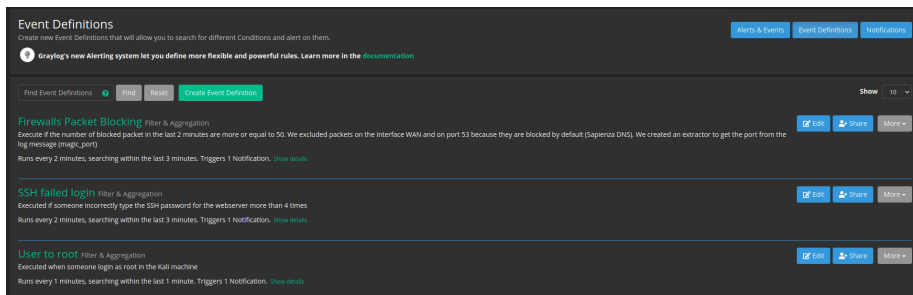 Event Definitions
Create new Event Definitions that will allow you to search for different Conditions and alert on them.
Alerts & Events Event Definitions Notifications
Graylog's new Alerting system let you define more flexible and powerful rules. Learn more in the documentation
Find Event Definitions Find Reset Create Event Definition Show 10
Firewalls Packet Blocking Filter & Aggregation Edit Share More
Execute if the number of blocked packet in the last 2 minutes are more or equal to 50. We excluded packets on the interface WAN and on port 53 because they are blocked by default (Sapienza DNS). We created an extractor to get the port from the
log message (magic_port)
Runs every 2 minutes, searching within the last 3 minutes. Triggers 1 Notification. Show details
SSH failed login Filter & Aggregation Edit Share More
Executed if someone incorrectly type the SSH password for the webserver more than 4 times
Runs every 2 minutes, searching within the last 3 minutes. Triggers 1 Notification. Show details
User to root Filter & Aggregation Edit Share More
Executed when someone login as root in the Kali machine
Runs every 1 minutes, searching within the last 1 minute. Triggers 1 Notification. Show details